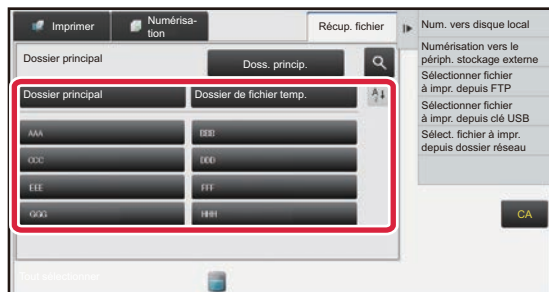 Imprimer
Numérisa-
tion
Récup. fichier
Dossier principal
Doss. princip.
Dossier principal
Dossier de fichier temp.
AAA
BBB
CCC
DDD
EEE
FFF
GGG
HHH
Tout sélectionner
Num. vers disque local
Numérisation vers le
périph. stockage externe
Sélectionner fichier
à impr. depuis FTP
Sélectionner fichier
à impr. depuis clé USB
Sélect. fichier à impr.
depuis dossier réseau
CA